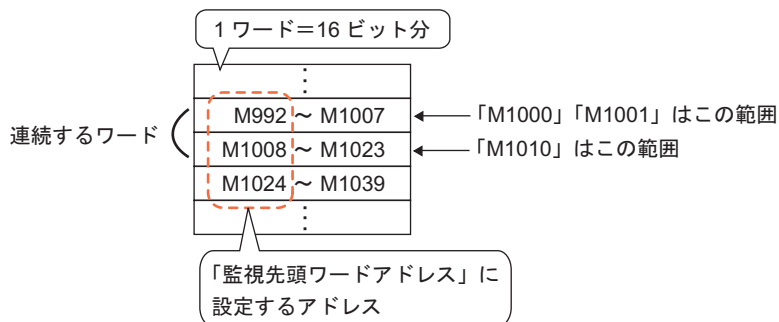 1 ワード＝16 ビット分
:
M992 ～ M1007
「M1000」「M1001」はこの範囲
連続するワード
M1008 ～ M1023
「M1010」はこの範囲
M1024 ～ M1039
:
「監視先頭ワードアドレス」に
設定するアドレス